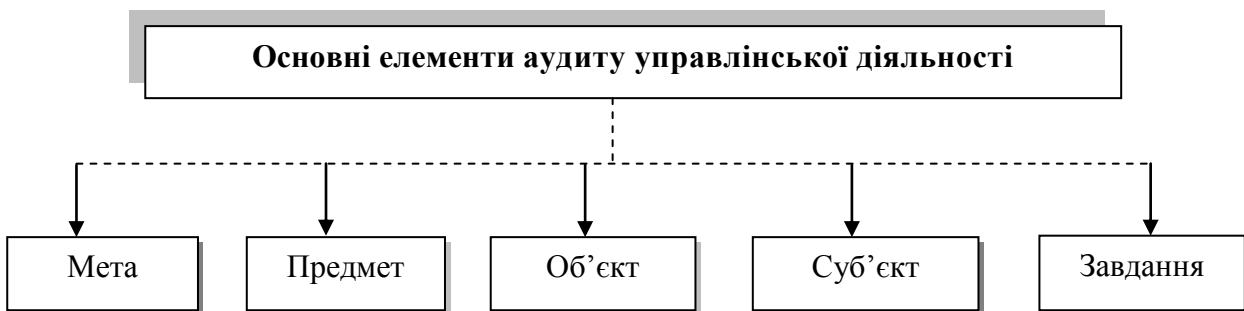 Основні елементи аудиту управлінської діяльності
Мета
Предмет
Об’єкт
Суб’єкт
Завдання